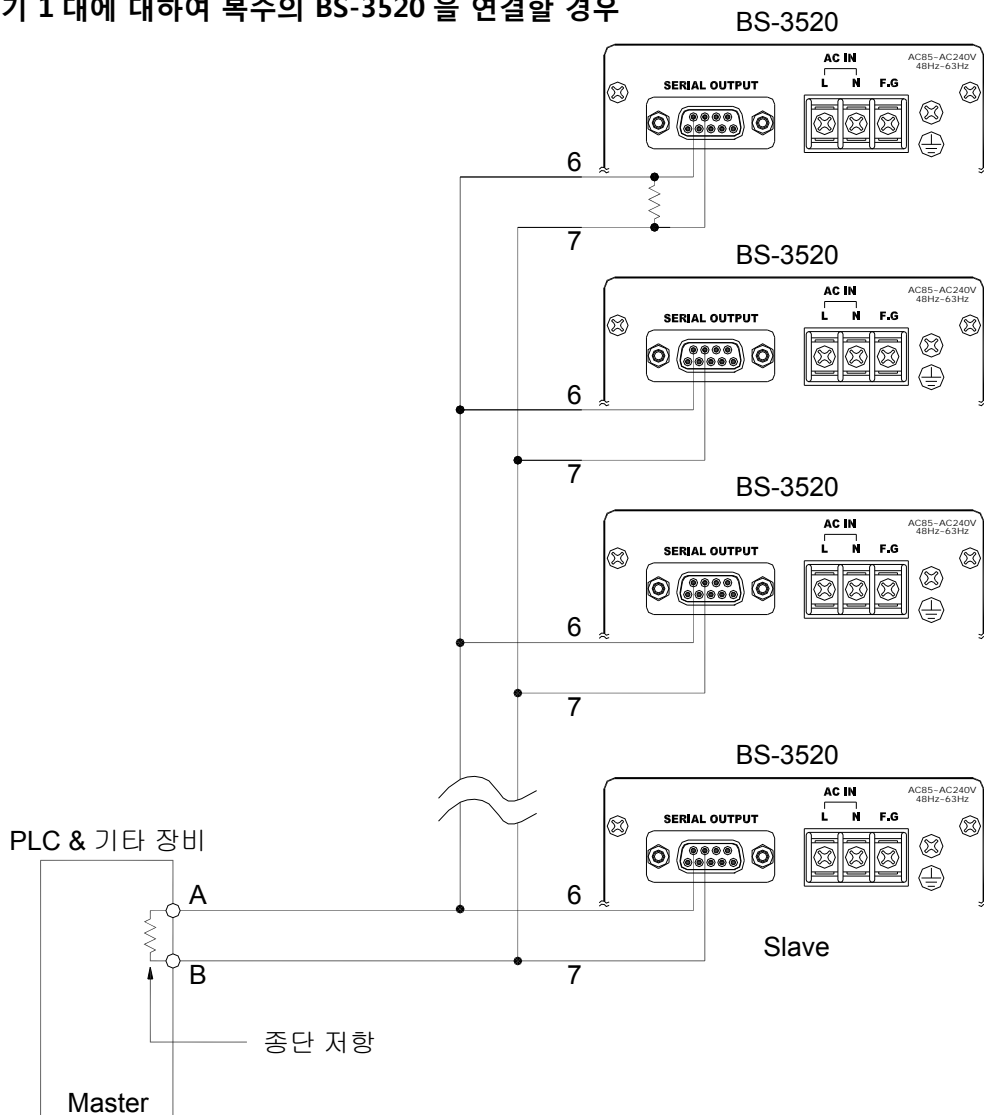 기 1 대에 대하여 복수의 BS-3520 을 연결할 경우
BS-3520
AC IN
AC85-AC240V
48Hz-63Hz
SERIAL OUTPUT
L N F.G
6
7
BS-3520
AC IN
AC85-AC240V
48Hz-63Hz
SERIAL OUTPUT
L N F.G
6
7
BS-3520
AC IN
AC85-AC240V
48Hz-63Hz
SERIAL OUTPUT
L N F.G
6
7
BS-3520
AC IN
AC85-AC240V
48Hz-63Hz
SERIAL OUTPUT
L N F.G
PLC & 기타 장비
A
6
Slave
B
7
종단 저항
Master